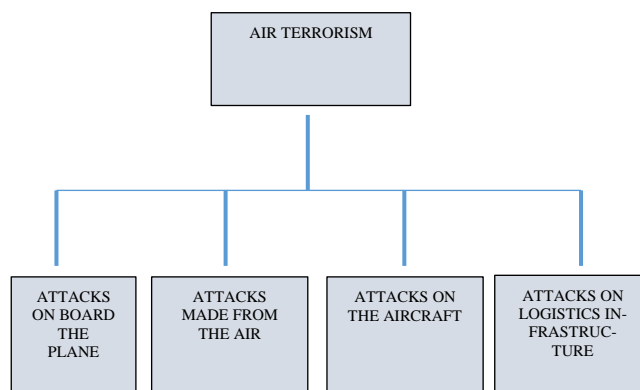 AIR TERRORISM
ATTACKS
ON BOARD
THE
PLANE
ATTACKS
MADE FROM
THE AIR
ATTACKS ON
THE AIRCRAFT
ATTACKS ON
LOGISTICS IN-
FRASTRUC-
TURE